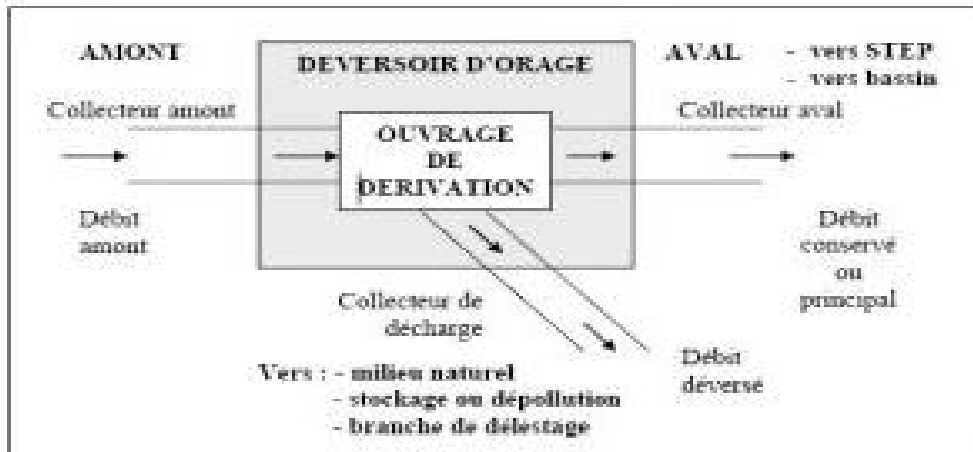 AMONT
DEVERSOIR D'ORAGE
AVAL - vers STEP
- vers bassin
Collecteur amont
Collecteur aval
OUVRAGE
DE
DERIVATION
Débit
amont
Débit
conservé
ou
principal
Collecteur de
décharge
Débit
déversé
Vers : - milieu naturel
- stockage ou dépollution
- branche de délestage